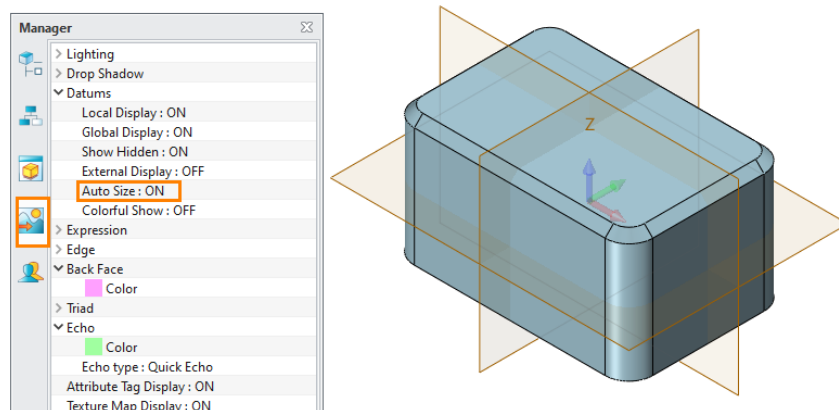 Manager
Lighting
Drop Shadow
Datums
Local Display : ON
Global Display : ON
Show Hidden : ON
External Display : OFF
Auto Size : ON
Colorful Show : OFF
Expression
Edge
Back Face
Color
Triad
Echo
Color
Echo type : Quick Echo
Attribute Tag Display : ON
Texture Map Display : ON
Z